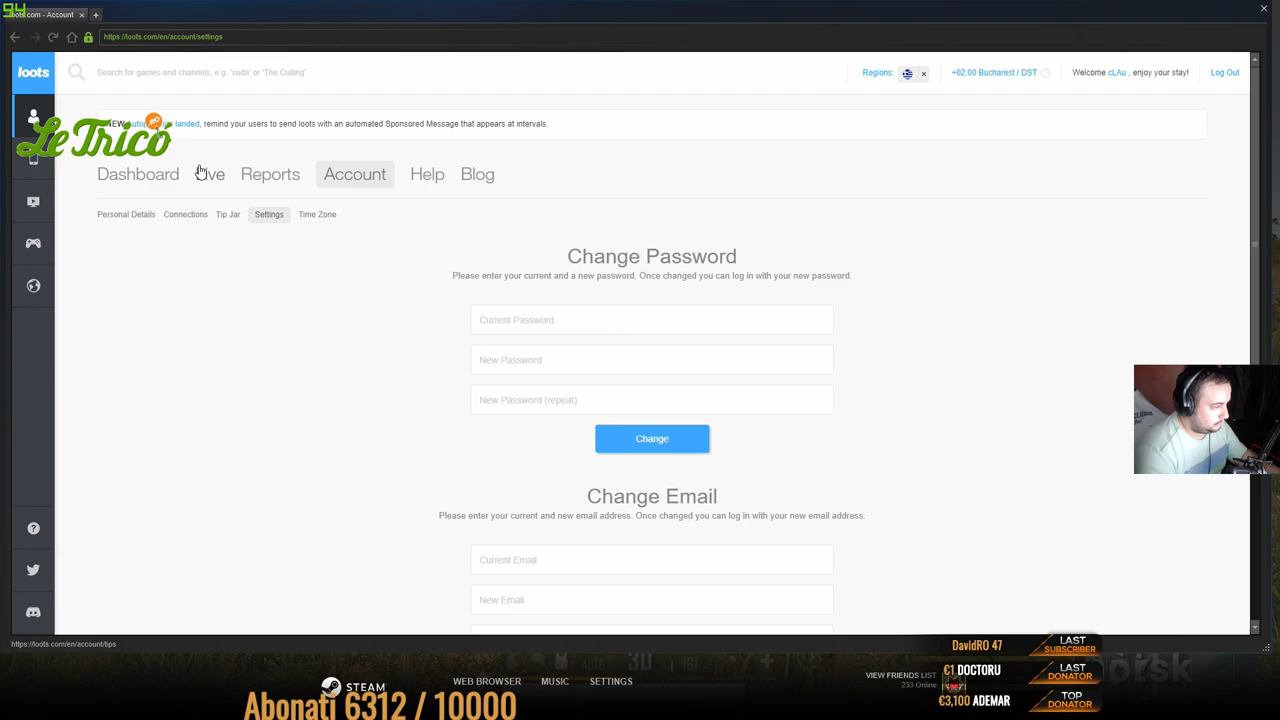 94
loots.com - Account
https://loots.com/en/account/settings
loots
Search for games and channels, e.g. 'coda' or 'The Culling'
Regions:
+02:00 Bucharest / DST
Welcome cLAu , enjoy your stay!
Log Out
NEW landed, remind your users to send loots with an automated Sponsored Message that appears at intervals.
LeTrico
Dashboard Live Reports Account Help Blog
Personal Details Connections Tip Jar Settings Time Zone
Change Password
Please enter your current and a new password. Once changed you can log in with your new password.
Current Password
New Password
New Password (repeat)
Change
Change Email
Please enter your current and new email address. Once changed you can log in with your new email address.
Current Email
New Email
https://loots.com/en/account/tips
DavidRO 47
LAST SUBSCRIBER
STEAM
WEB BROWSER MUSIC SETTINGS
VIEW FRIENDS LIST
233 Online
€1 DOCTORU
LAST DONATOR
Abonati 6312 / 10000
€3,100 ADEMAR
TOP DONATOR